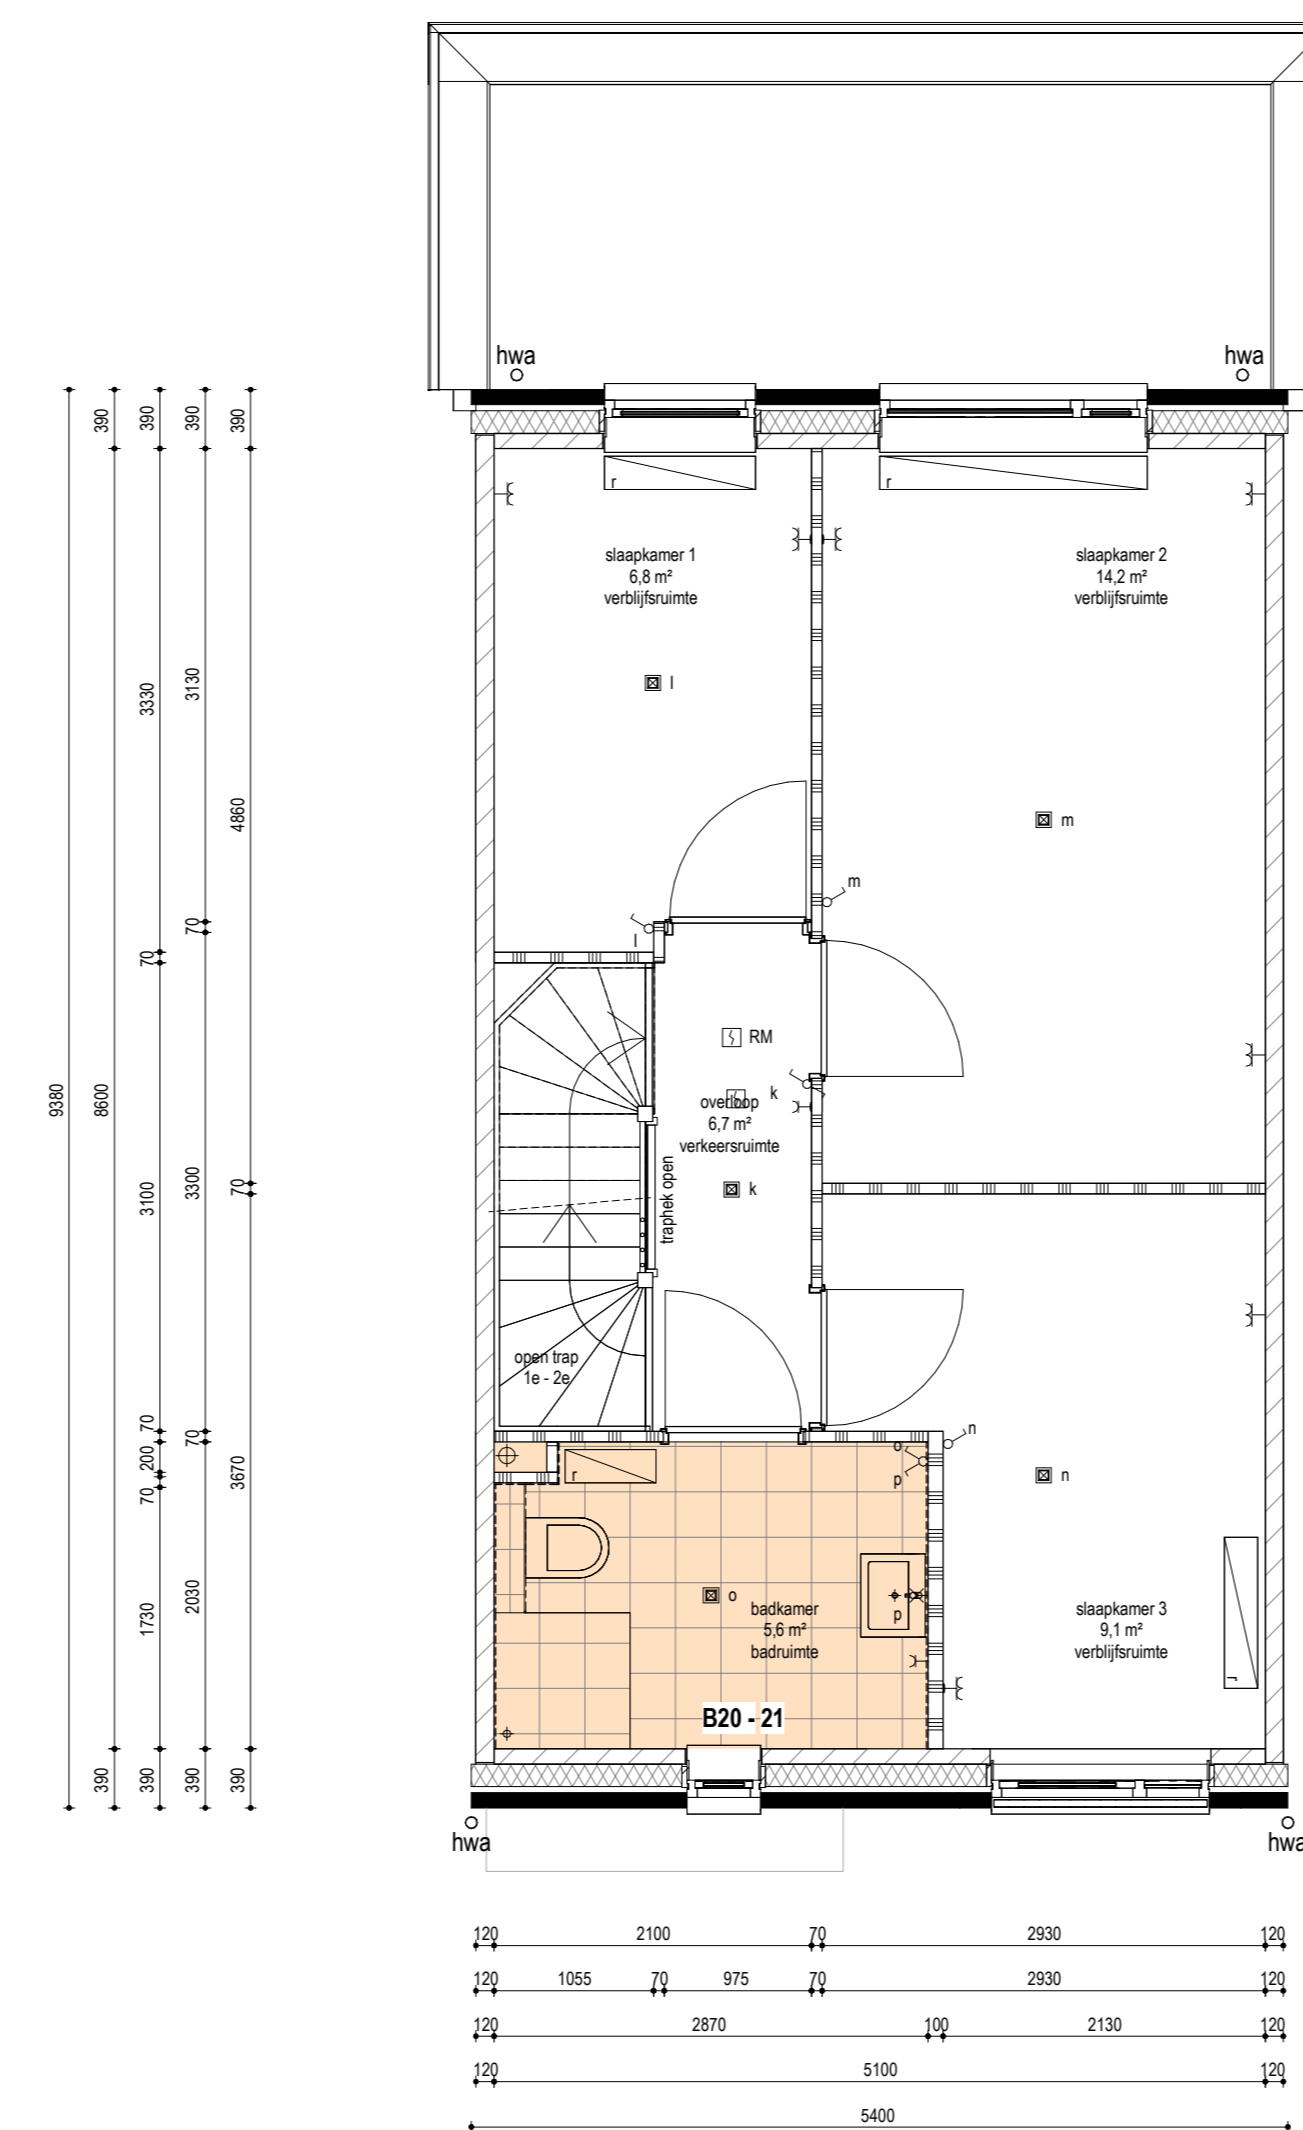 hwa
hwa
390
390
390
390
r
r
slaapkamer 1
6,8 m²
verblijfsruimte
slaapkamer 2
14,2 m²
verblijfsruimte
3330
3130
l
4860
m
m
l
70
70
RM
k
overloop
6,7 m²
verkeersruimte
9380
8600
3100
3300
70
traphek open
k
open trap
1e - 2e
70
200
70
70
3670
r
o
p
n
n
1730
2030
o
badkamer
5,6 m²
badruimte
p
slaapkamer 3
9,1 m²
verblijfsruimte
r
B20 - 21
390
390
390
390
hwa
hwa
120 2100 70 2930 120
120 1055 70 975 70 2930 120
120 2870 100 2130 120
120 5100 120
5400